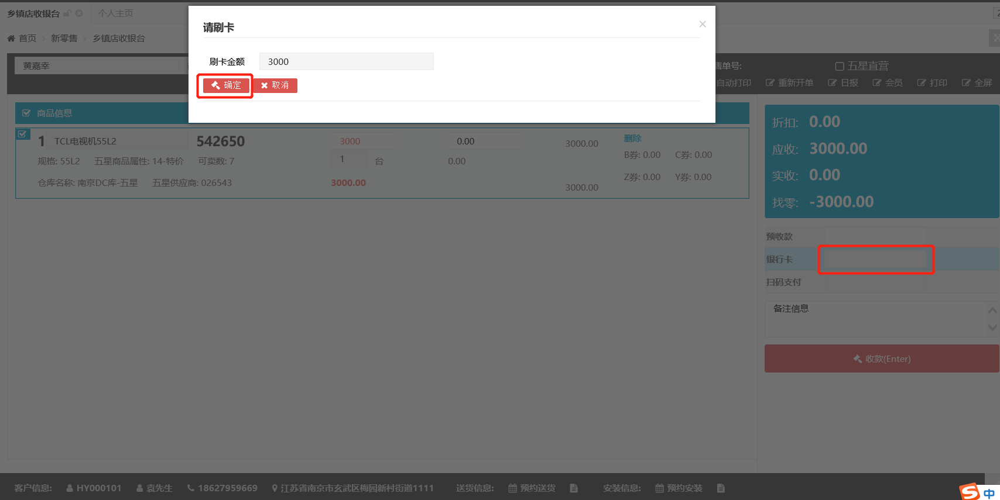 乡镇店收银台 个人主页
首页 新零售 乡镇店收银台
请刷卡
刷卡金额 3000
确定 取消
黄嘉幸 售单号: 五星直营
自动打印 重新开单 日报 会员 打印 全屏
商品信息
1 TCL电视机55L2 542650 3000 0.00 3000.00 删除
规格: 55L2 五星商品属性: 14-特价 可卖数: 7 1 台 0.00 B券: 0.00 C券: 0.00
仓库名称: 南京DC库-五星 五星供应商: 026543 3000.00 3000.00 Z券: 0.00 Y券: 0.00
折扣: 0.00
应收: 3000.00
实收: 0.00
找零: -3000.00
预收款
银行卡
扫码支付
备注信息
收款(Enter)
客户信息: HY000101 袁先生 18627959669 江苏省南京市玄武区梅园新村街道1111 送货信息: 预约送货 安装信息: 预约安装
中